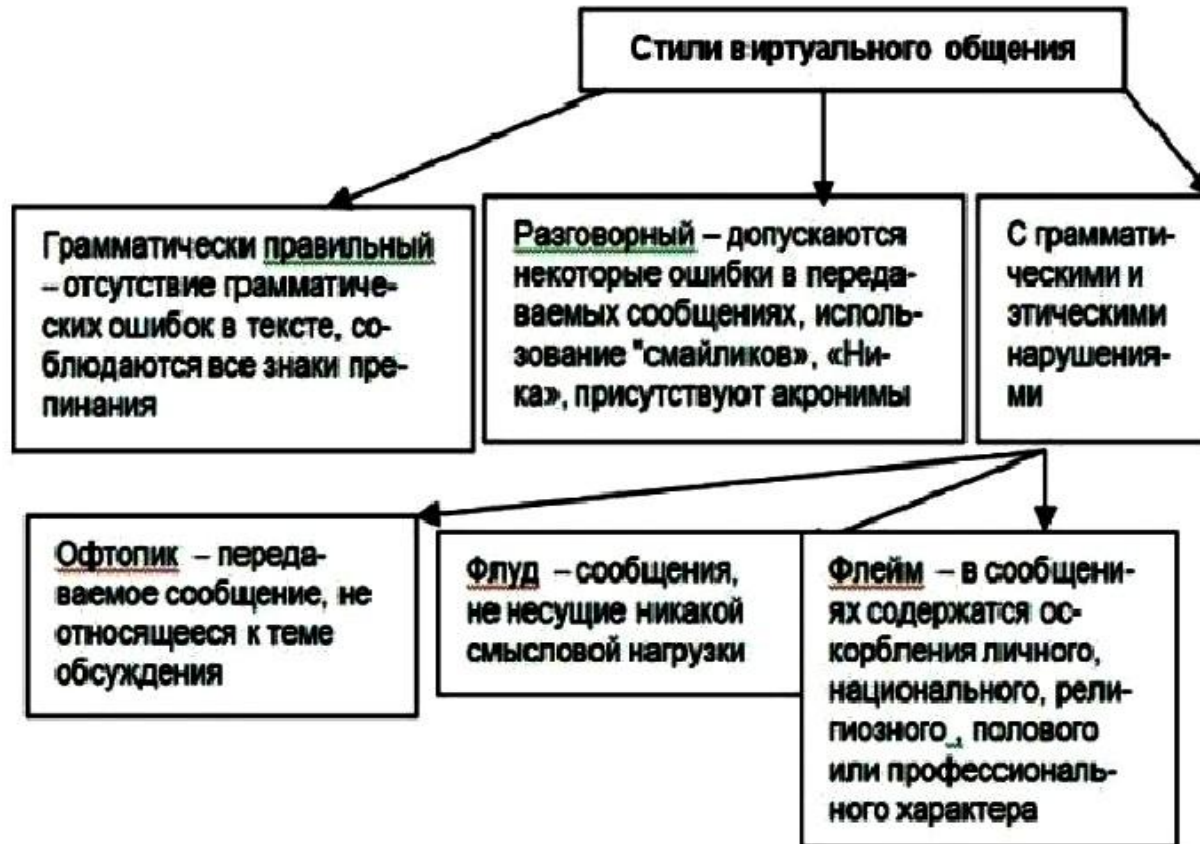 Стили виртуального общения
Грамматически правильный
– отсутствие грамматиче-
ских ошибок в тексте, со-
блюдаются все знаки пре-
пинания
Разговорный – допускаются
некоторые ошибки в переда-
ваемых сообщениях, исполь-
зование "смайликов», «Ни-
ка», присутствуют акронимы
С граммати-
ческими и
этическими
нарушения-
ми
Офтопик – переда-
ваемое сообщение, не
относящееся к теме
обсуждения
Флуд – сообщения,
не несущие никакой
смысловой нагрузки
Флейм – в сообщени-
ях содержатся ос-
корбления личного,
национального, рели-
гиозного , полового
или профессиональ-
ного характера